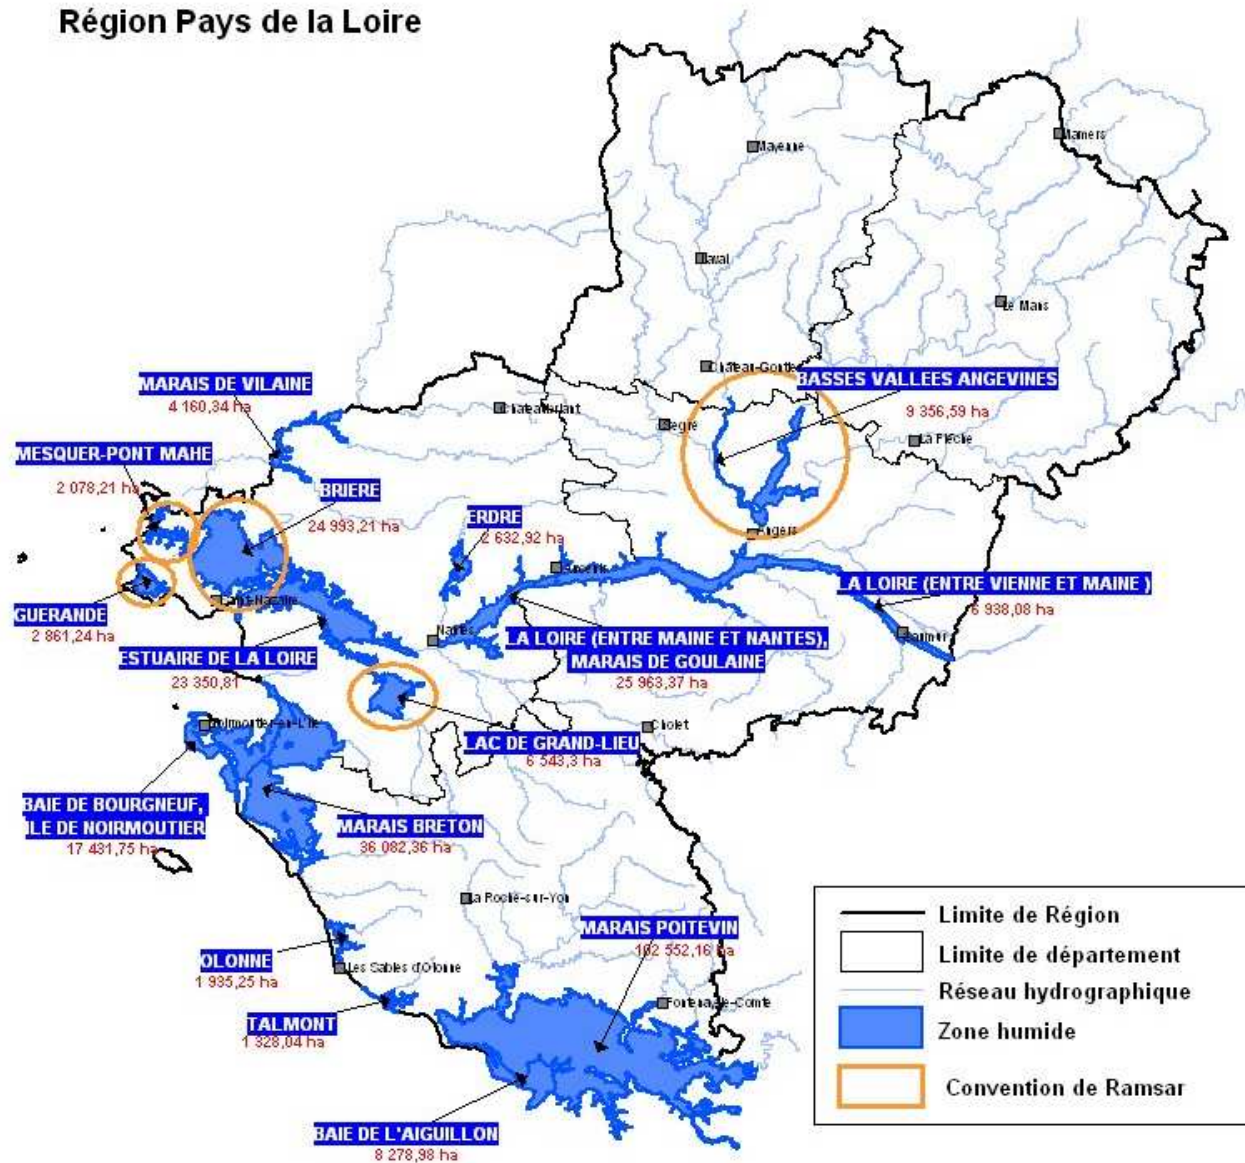 Région Pays de la Loire
Mamers
Mayenne
Laval
Le Mans
Château-Gontier
BASSES VALLEES ANGEVINES
9 356,59 ha
MARAIS DE VILAINE
4 160,34 ha
Chateaubriant
Segré
La Flèche
MESQUER-PONT MAHE
2 078,21 ha
BRIERE
24 993,21 ha
ERDRE
2 632,92 ha
Angers
LA LOIRE (ENTRE VIENNE ET MAINE )
6 938,08 ha
Saint-Nazaire
GUERANDE
2 861,24 ha
Saumur
Nantes
LA LOIRE (ENTRE MAINE ET NANTES),
MARAIS DE GOULAINE
25 963,37 ha
ESTUAIRE DE LA LOIRE
23 350,81
Noirmoutier-en-L'Ile
Cholet
LAC DE GRAND-LIEU
6 543,3 ha
BAIE DE BOURGNEUF,
ILE DE NOIRMOUTIER
17 431,75 ha
MARAIS BRETON
36 082,36 ha
La Roche-sur-Yon
MARAIS POITEVIN
102 552,16 ha
OLONNE
1 935,25 ha
Les Sables d'Olonne
Fontenay-le-Comte
TALMONT
1 328,04 ha
BAIE DE L'AIGUILLON
8 278,98 ha
Limite de Région
Limite de département
Réseau hydrographique
Zone humide
Convention de Ramsar